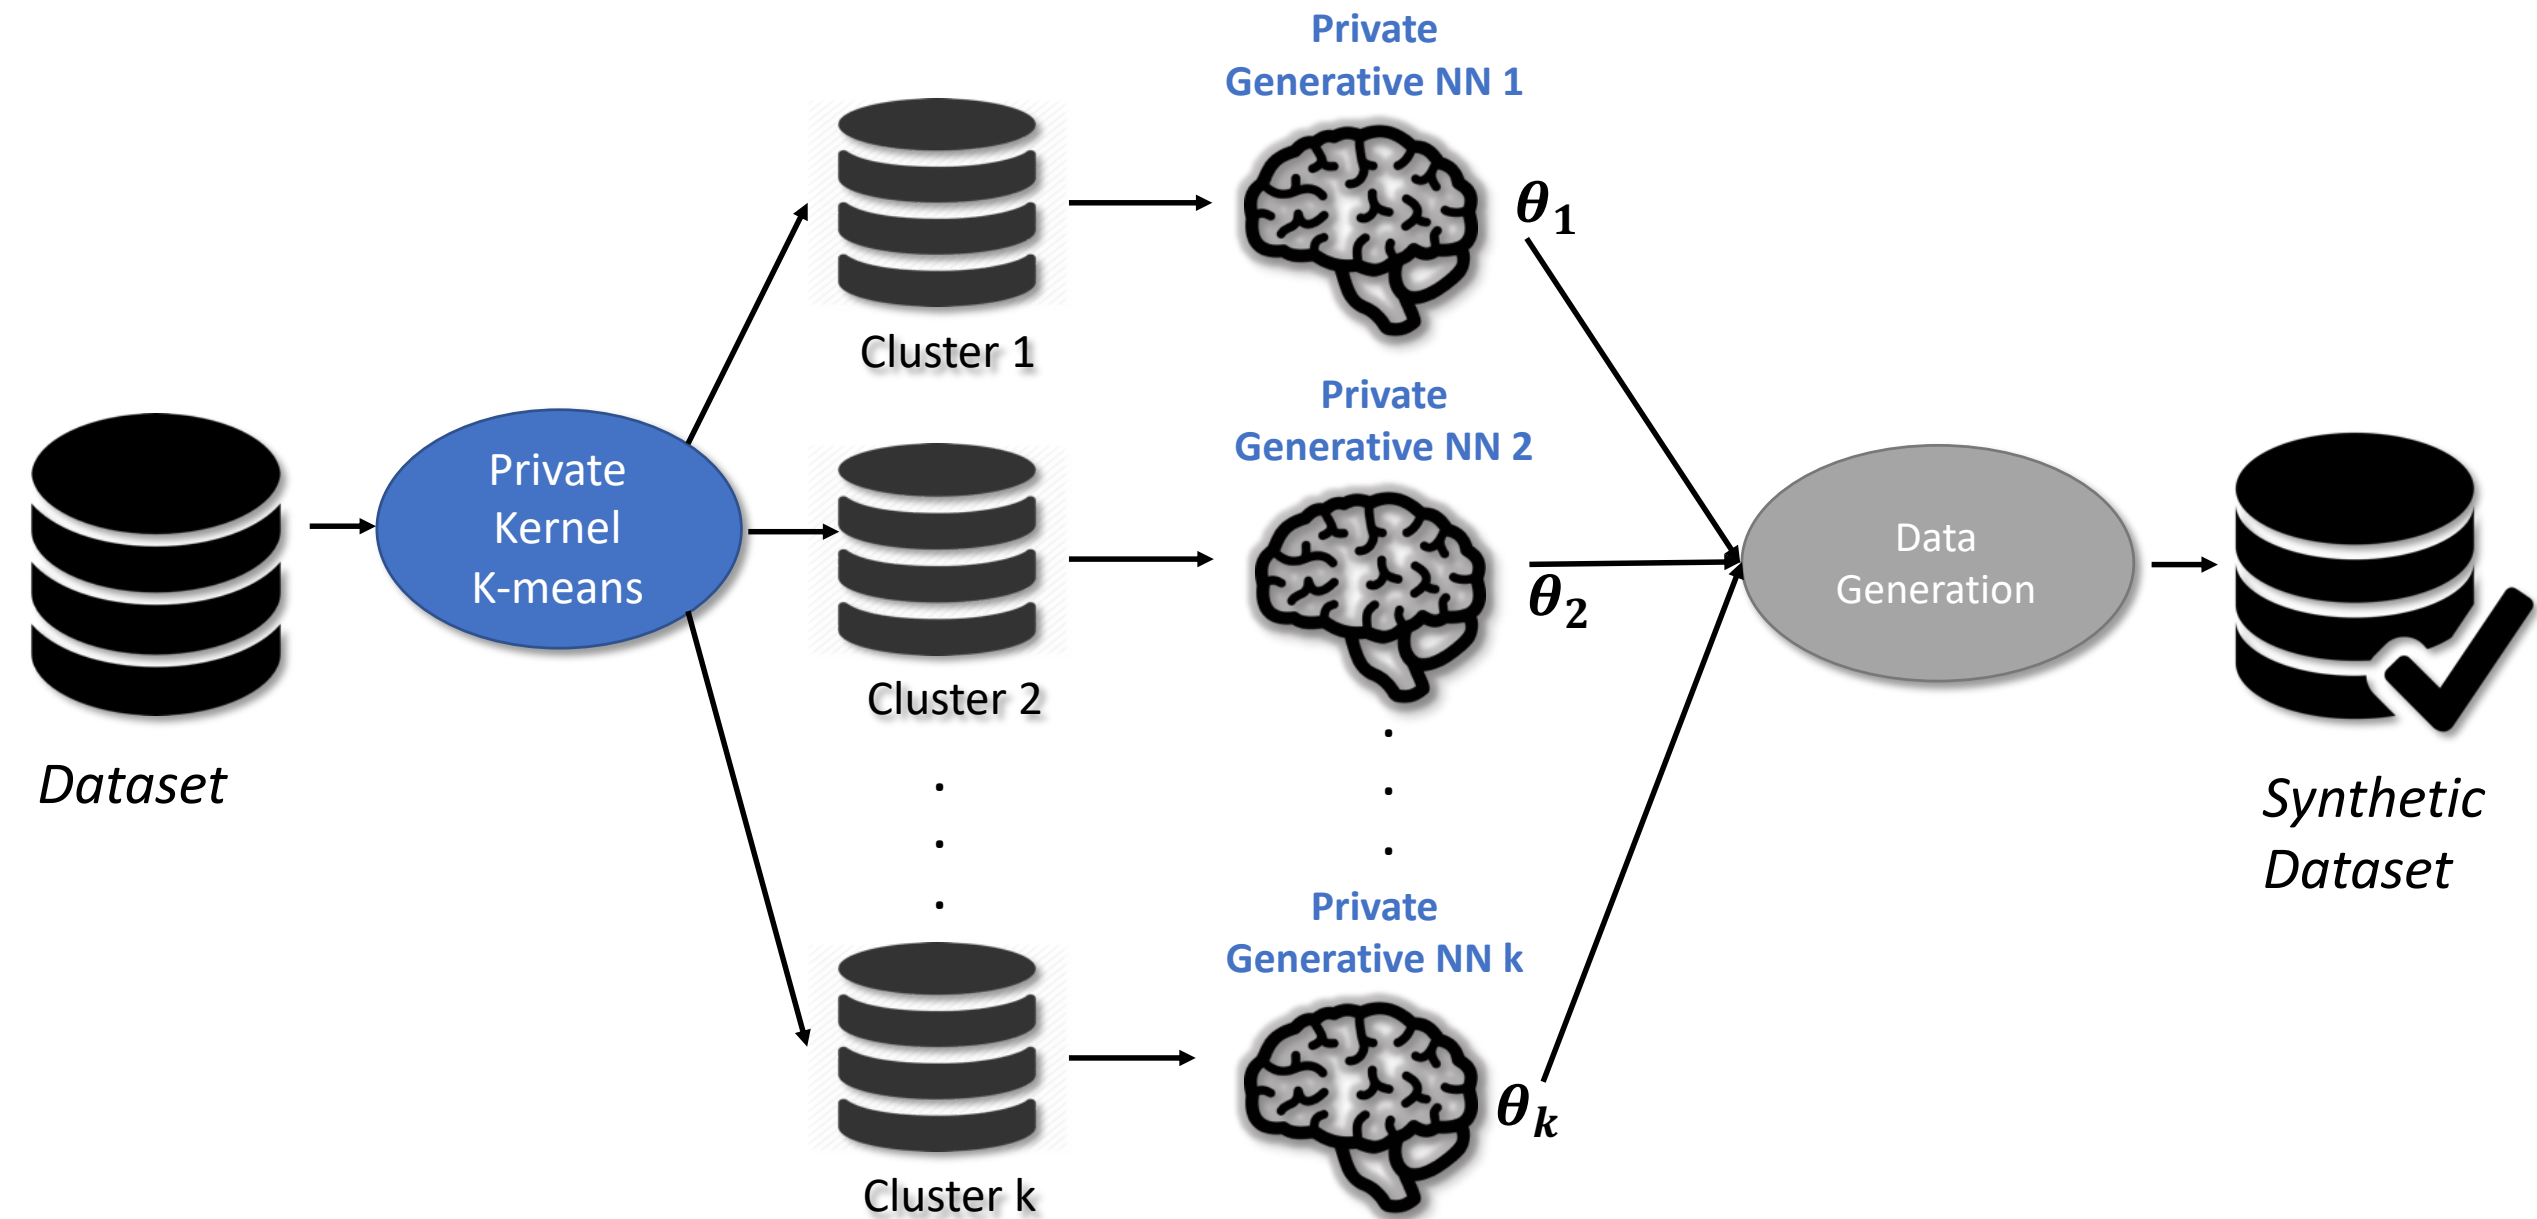 Private
Generative NN 1
θ1
Cluster 1
Private
Generative NN 2
Private
Kernel
K-means
Data
Generation
θ2
Cluster 2
Dataset
Synthetic
Dataset
Private
Generative NN k
θk
Cluster k